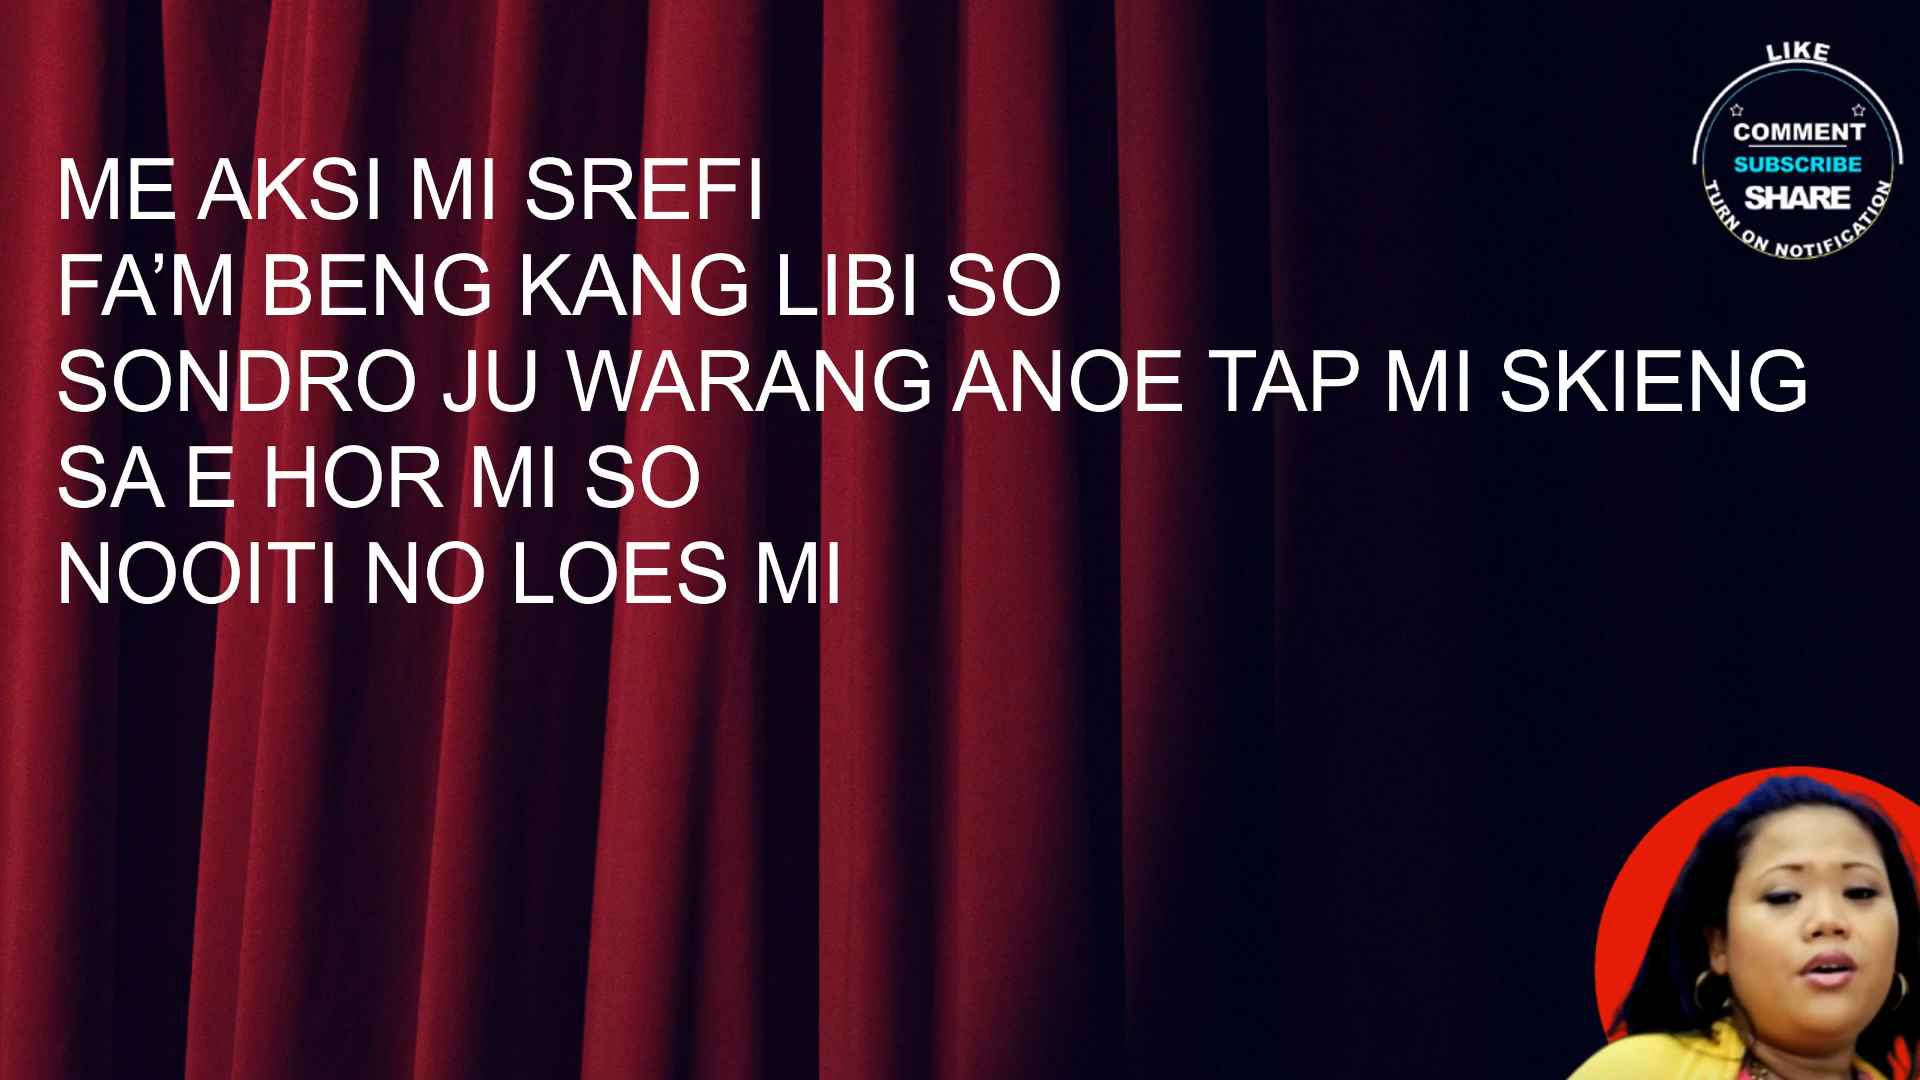 ME AKSI MI SREFI
FA’M BENG KANG LIBI SO
SONDRO JU WARANG ANOE TAP MI SKIENG
SA E HOR MI SO
NOOITI NO LOES MI
LIKE
COMMENT
SUBSCRIBE
SHARE
TURN ON NOTIFICATION